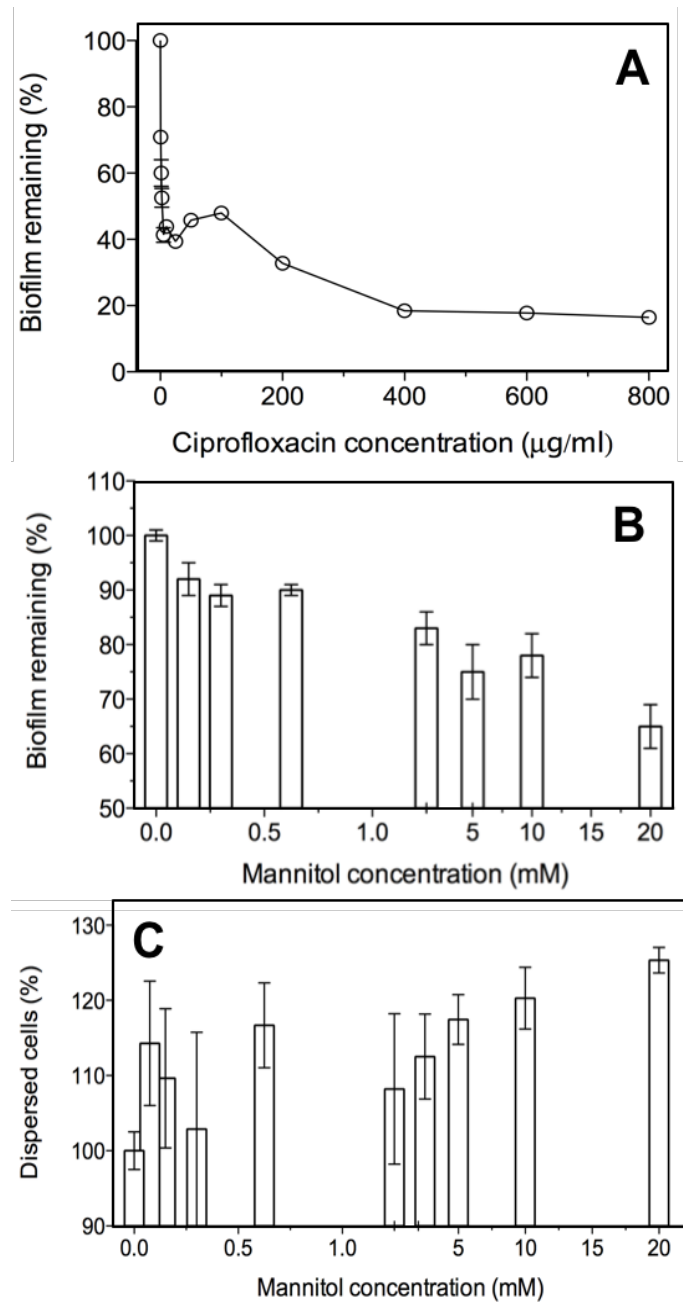 A
Biofilm remaining (%)
100
80
60
40
20
0
0 200 400 600 800
Ciprofloxacin concentration (μg/ml)
B
Biofilm remaining (%)
110
100
90
80
70
60
50
0.0 0.5 1.0 5 10 15 20
Mannitol concentration (mM)
C
Dispersed cells (%)
130
120
110
100
90
0.0 0.5 1.0 5 10 15 20
Mannitol concentration (mM)